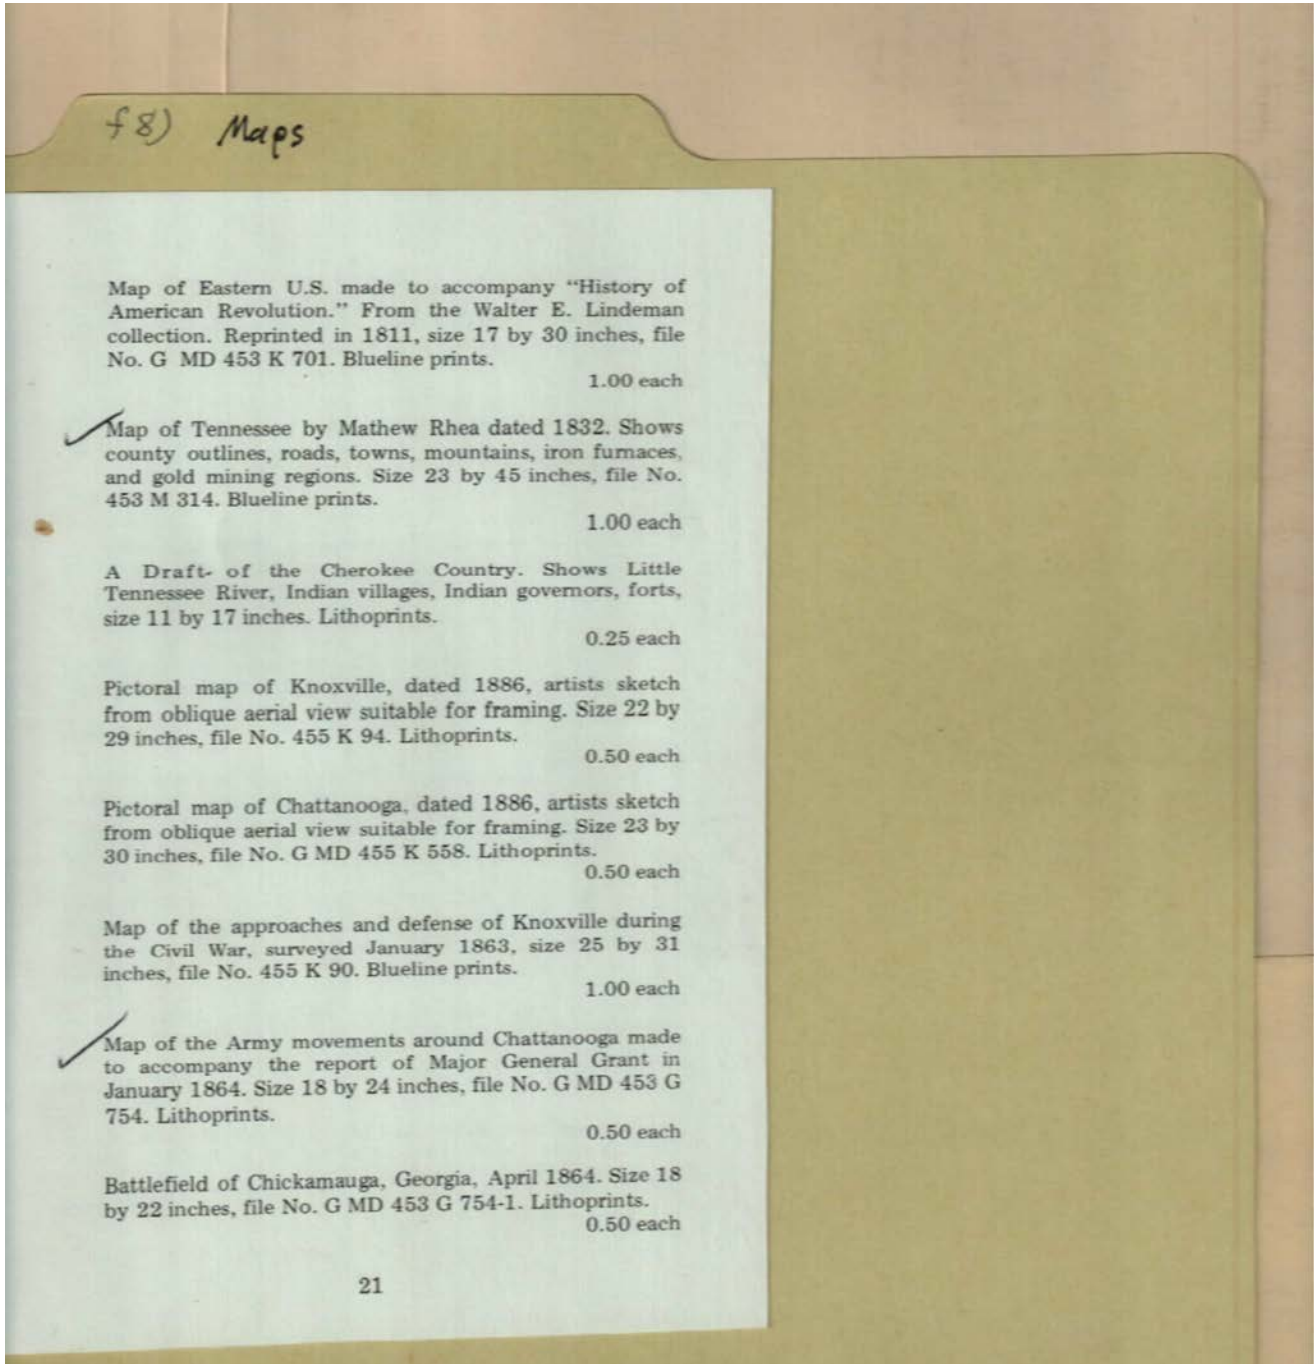 f8) Maps
Map of Eastern U.S. made to accompany “History of
American Revolution.” From the Walter E. Lindeman
collection. Reprinted in 1811, size 17 by 30 inches, file
No. G MD 453 K 701. Blueline prints.
1.00 each
Map of Tennessee by Mathew Rhea dated 1832. Shows
county outlines, roads, towns, mountains, iron furnaces,
and gold mining regions. Size 23 by 45 inches, file No.
453 M 314. Blueline prints.
1.00 each
A Draft- of the Cherokee Country. Shows Little
Tennessee River, Indian villages, Indian governors, forts,
size 11 by 17 inches. Lithoprints.
0.25 each
Pictoral map of Knoxville, dated 1886, artists sketch
from oblique aerial view suitable for framing. Size 22 by
29 inches, file No. 455 K 94. Lithoprints.
0.50 each
Pictoral map of Chattanooga, dated 1886, artists sketch
from oblique aerial view suitable for framing. Size 23 by
30 inches, file No. G MD 455 K 558. Lithoprints.
0.50 each
Map of the approaches and defense of Knoxville during
the Civil War, surveyed January 1863, size 25 by 31
inches, file No. 455 K 90. Blueline prints.
1.00 each
Map of the Army movements around Chattanooga made
to accompany the report of Major General Grant in
January 1864. Size 18 by 24 inches, file No. G MD 453 G
754. Lithoprints.
0.50 each
Battlefield of Chickamauga, Georgia, April 1864. Size 18
by 22 inches, file No. G MD 453 G 754-1. Lithoprints.
0.50 each
21